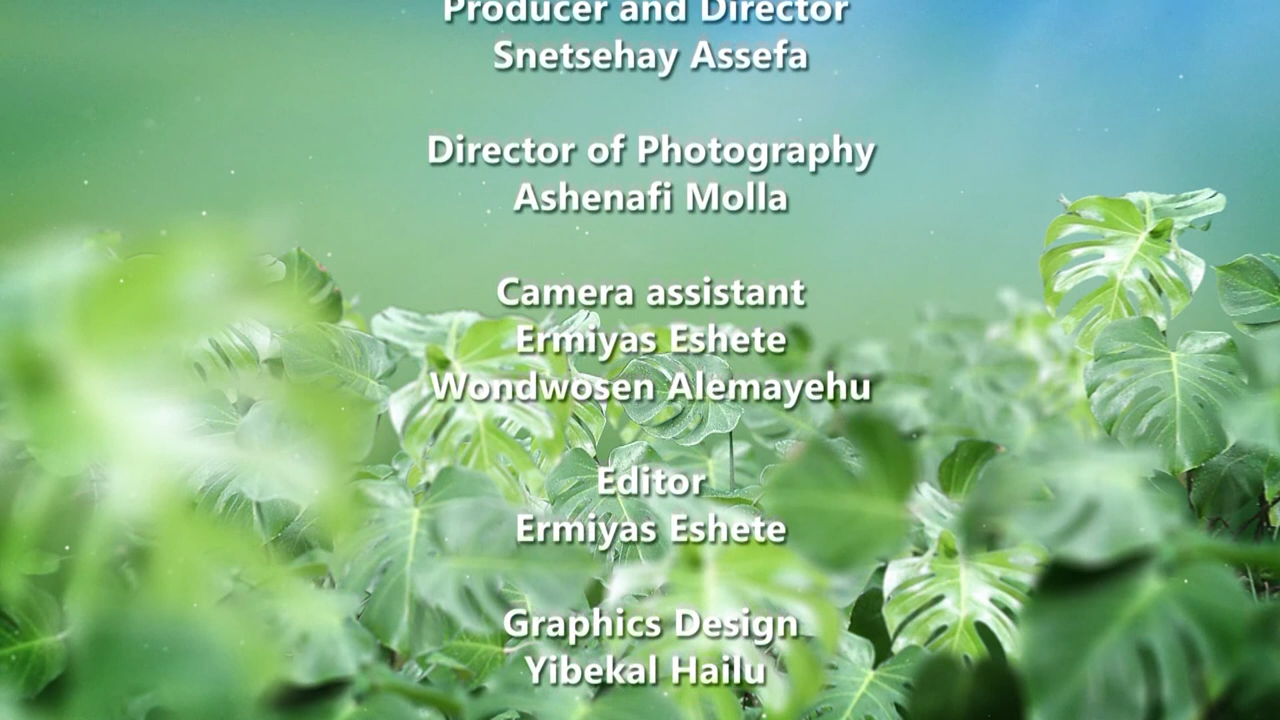 Producer and Director
Snetsehay Assefa
Director of Photography
Ashenafi Molla
Camera assistant
Ermiyas Eshete
Wondwosen Alemayehu
Editor
Ermiyas Eshete
Graphics Design
Yibekal Hailu